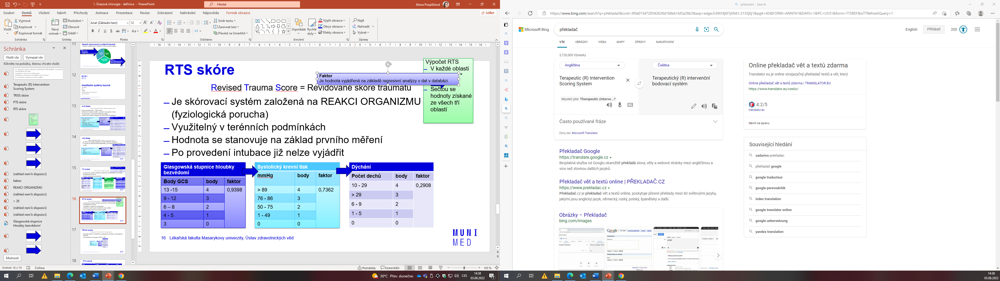 1. Úrazová chirurgie - definice - PowerPoint
Hledat
Alena Pospíšilová
Soubor
Domů
Vložení
Návrh
Přechody
Animace
Prezentace
Revize
Zobrazení
Nahrávání
Nápověda
Formát obrazce
Sdílet
Vložit
Vyjmout
Kopírovat
Kopírovat formát
Schránka
Nový snímek
Rozložení
Obnovit
Oddíl
Snímky
Arial (Základní text)
12
Písmo
Směr textu
Zarovnat text
Převést na SmartArt
Odstavec
Uspořádat
Rychlé styly
Výplň obrazce
Obrys obrazce
Efekty obrazce
Kreslení
Najít
Nahradit
Vybrat
Úpravy
Schránka
Vložit vše
Vymazat vše
Klikněte na položku, kterou chcete vložit:
Terapeutic (R) Intervention
Scoring System
TRISS skóre
PTS skóre
RTS skóre
(náhled není k dispozici)
faktor
REAKCI ORGANIZMU
(náhled není k dispozici)
> 29
(náhled není k dispozici)
(náhled není k dispozici)
Glasgowská stupnice
hloubky bezvědomí
Možnosti
11
12
Klasifikační systémy traumat
13
AIS škála
14
ISS škála
15
TS skóre
16
RTS skóre
17
TRISS skóre
18
PTS skóre
RTS skóre
Výpočet RTS
– V každé oblasti
*
Faktor
Je hodnota vyjádřená na základě regresivní analýzy v dat v databázi.
– Sečtou se
hodnoty získané
ze všech tří
oblastí
Revised Trauma Score = Revidované skóre traumatu
– Je skórovací systém založená na REAKCI ORGANIZMU
(fyziologická porucha)
– Využitelný v terénních podmínkách
– Hodnota se stanovuje na základ prvního měření
– Po provedení intubace již nelze vyjádřit
Glasgowská stupnice hloubky
bezvědomí
Body GCS body faktor
13 -15 4 0,9398
9 - 12 3
6 – 8 2
4 - 5 1
3 0
Systolický krevní tlak
mmHg body faktor
> 89 4 0,7362
76 - 86 3
50 - 75 2
1 - 49 1
0 0
Dýchání
Počet dechů body faktor
10 - 29 4 0,2908
> 29 3
6 - 9 2
1 - 5 1
0 0
16 Lékařská fakulta Masarykovy univerzity, Ústav zdravotnických věd
MUNI
MED
Snímek 16 z 19
Čeština
Poznámky
Komentáře
103 %
30°C Přev. slunečno
CES
14:38
03.08.2022
7
překladač - Search
https://www.bing.com/search?q=překladač&cvid=3f0a0154720542638d168eb1bf2a28b3&aqs=edge.0.69i59j0l7j69i61.3135j0j1&pglt=43&FORM=ANNTA1&DAF0=1&PC=U531&form=TTSREF&isTTRefreshQuery=1
Microsoft Bing
překladač
English
Přihlásit
200
VŠE
OBRÁZKY
VIDEA
MAPY
ZPRÁVY
NAKUPOVÁNÍ
5,720,000 Výsledky
Angličtina
Čeština
Terapeutic (R) Intervention
Scoring System
Terapeutický (R) intervenční
bodovací systém
Mysleli jste: Therapeutic (Interve...?
Často používané fráze
Zdroj dat: Microsoft Translator
Překladač Google
https://translate.google.cz
Bezplatná služba od Googlu okamžitě překládá slova, věty a webové stránky mezi angličtinou a
více než stovkou dalších jazyků.
Překladač vět a textů online | PŘEKLADAČ.CZ
https://www.prekladac.cz
Překladač.cz je překladač vět a textů online, poskytuje přesné překlady mezi 60 světovými jazyky,
jakými jsou anglický jazyk, německý, ruský, polský, španělský a další.
Obrázky – Překladač
bing.com/images
Google
Online překladač vět a textů zdarma
Translator eu je online vícejazyčný překladač textů a vět, který
Online překladač vět a textů zdarma | TRANSLATOR.EU
https://www.translator.eu/cesko/
4.2/5
translator.eu
Návrh na úpravu
Související hledání
zadarmo prekladac
překladač google
google traducteur
google perevodchik
index translation
google translator online
google uebersetzung
yandex translation
14:38
03.08.2022